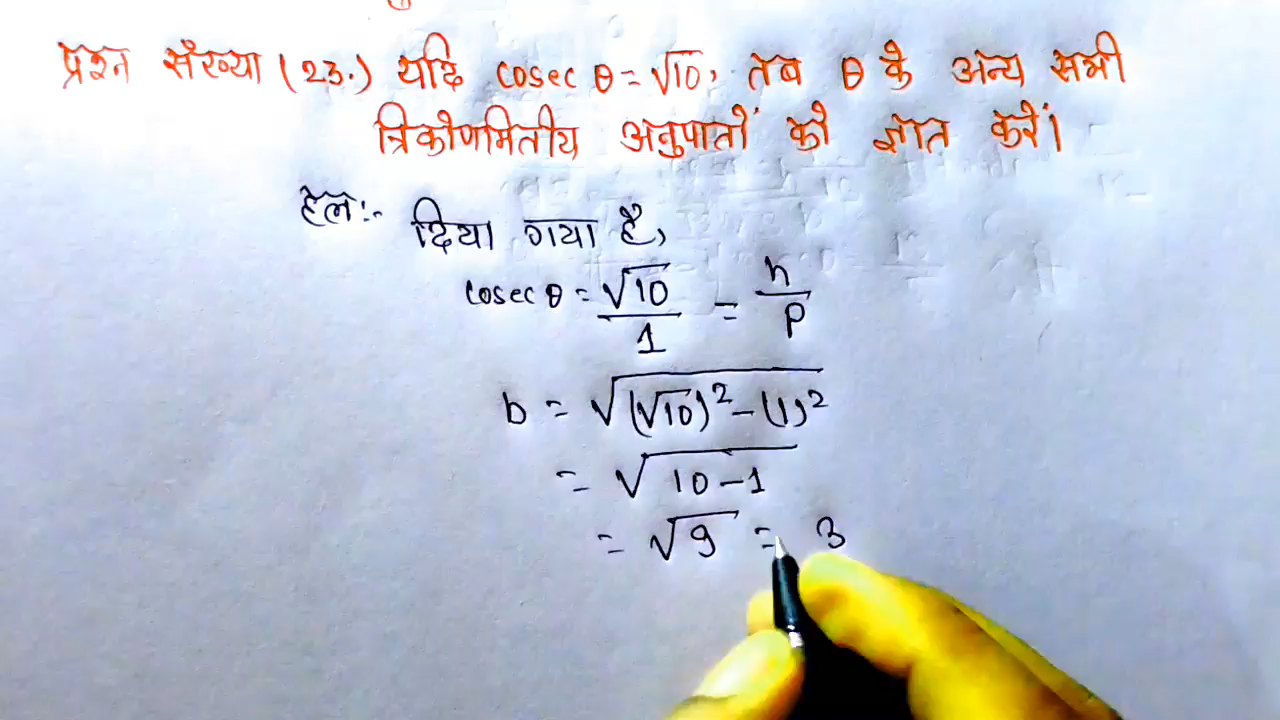 प्रश्न संख्या (23.) यदि cosec θ = √10, तब θ के अन्य सभी
त्रिकोणमितीय अनुपातों को ज्ञात करें।
हल:-
दिया गया है,
cosec θ = √10/1 = h/p
b = √(√10)² - (1)²
= √10 - 1
= √9 = 3